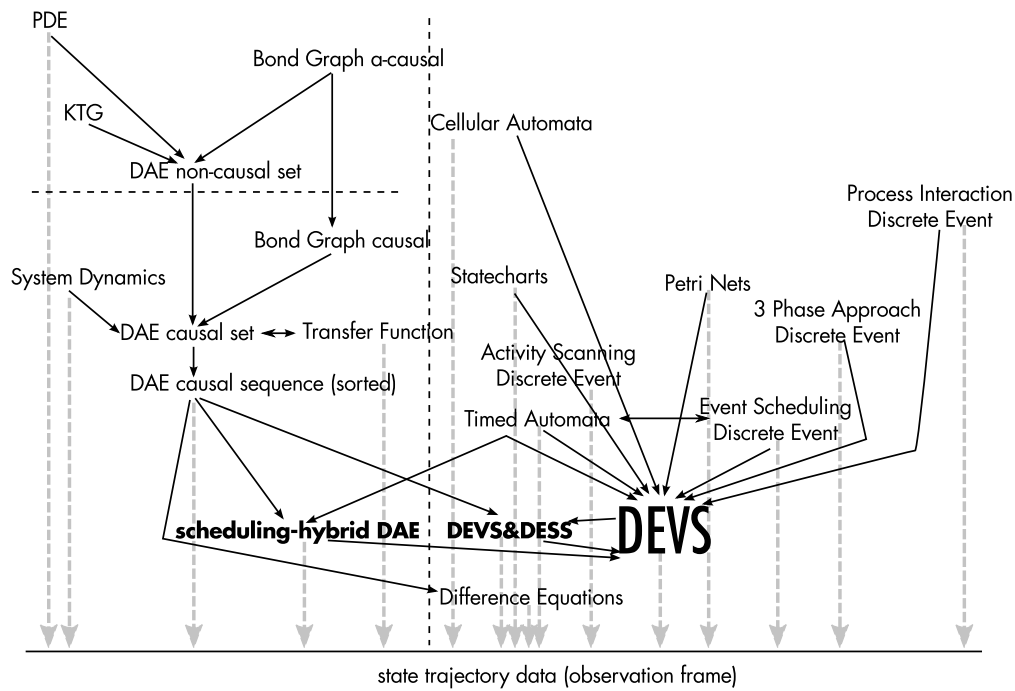 PDE
Bond Graph a-causal
KTG
Cellular Automata
DAE non-causal set
Process Interaction
Discrete Event
Bond Graph causal
System Dynamics
Statecharts
Petri Nets
3 Phase Approach
Discrete Event
DAE causal set
Transfer Function
Activity Scanning
Discrete Event
DAE causal sequence (sorted)
Timed Automata
Event Scheduling
Discrete Event
scheduling-hybrid DAE
DEVS&DESS
DEVS
Difference Equations
state trajectory data (observation frame)